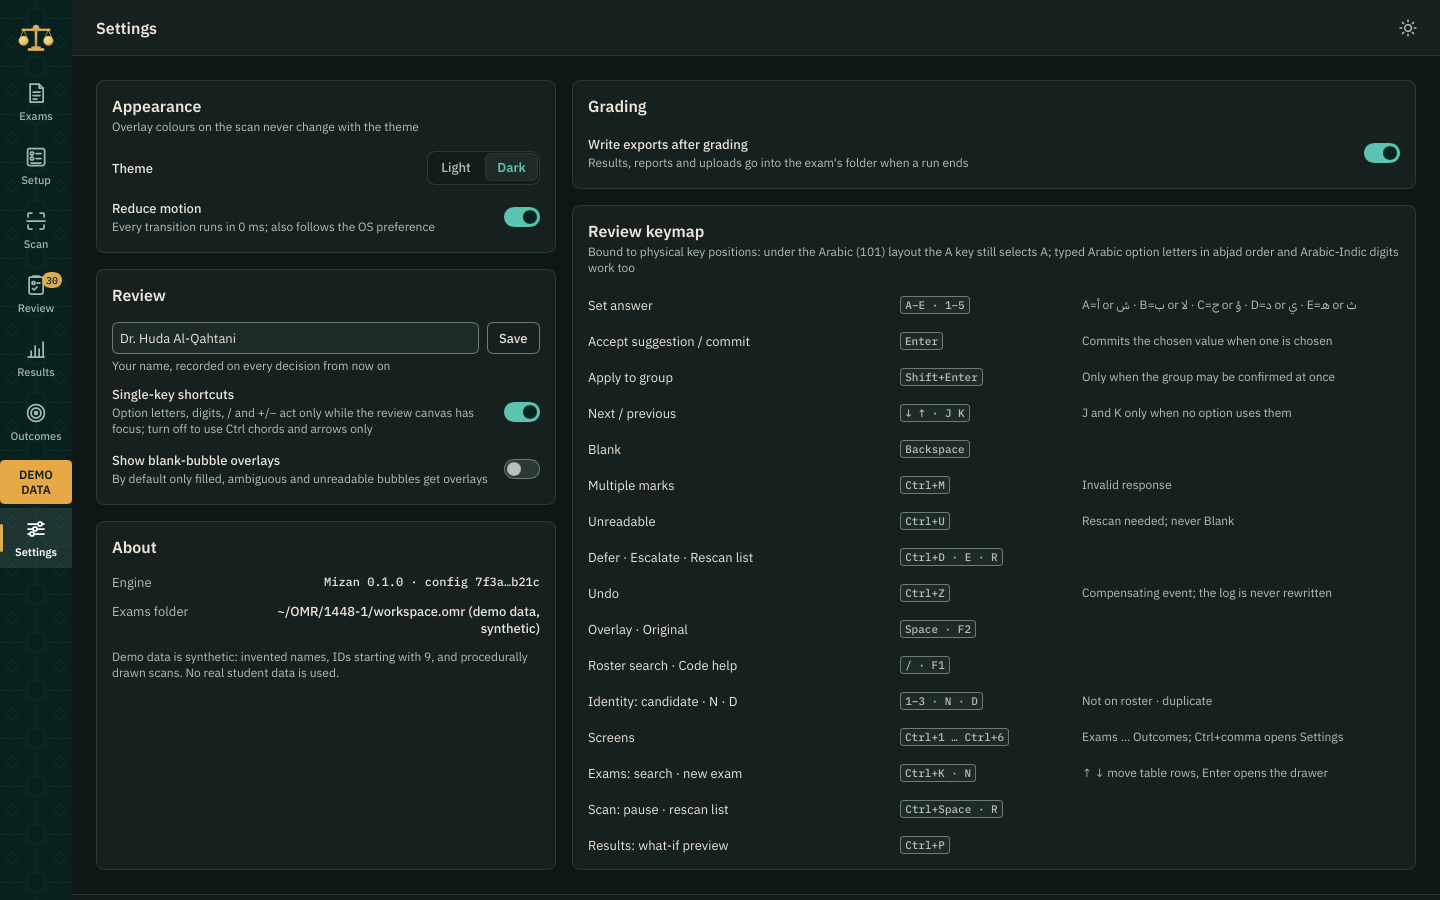 Settings
Exams
Setup
Scan
30
Review
Results
Outcomes
DEMO
DATA
Settings
Appearance
Overlay colours on the scan never change with the theme
Theme
Light
Dark
Reduce motion
Every transition runs in 0 ms; also follows the OS preference
Review
Dr. Huda Al-Qahtani
Save
Your name, recorded on every decision from now on
Single-key shortcuts
Option letters, digits, / and +/− act only while the review canvas has
focus; turn off to use Ctrl chords and arrows only
Show blank-bubble overlays
By default only filled, ambiguous and unreadable bubbles get overlays
About
Engine
Mizan 0.1.0 · config 7f3a…b21c
Exams folder
~/OMR/1448-1/workspace.omr (demo data,
synthetic)
Demo data is synthetic: invented names, IDs starting with 9, and procedurally
drawn scans. No real student data is used.
Grading
Write exports after grading
Results, reports and uploads go into the exam's folder when a run ends
Review keymap
Bound to physical key positions: under the Arabic (101) layout the A key still selects A; typed Arabic option letters in abjad order and Arabic-Indic digits
work too
Set answer A–E · 1–5 A=أ or ش · B=ب or لا · C=ج or ؤ · D=د or ي · E=ه or ث
Accept suggestion / commit Enter Commits the chosen value when one is chosen
Apply to group Shift+Enter Only when the group may be confirmed at once
Next / previous ↓ ↑ · J K J and K only when no option uses them
Blank Backspace
Multiple marks Ctrl+M Invalid response
Unreadable Ctrl+U Rescan needed; never Blank
Defer · Escalate · Rescan list Ctrl+D · E · R
Undo Ctrl+Z Compensating event; the log is never rewritten
Overlay · Original Space · F2
Roster search · Code help / · F1
Identity: candidate · N · D 1–3 · N · D Not on roster · duplicate
Screens Ctrl+1 … Ctrl+6 Exams … Outcomes; Ctrl+comma opens Settings
Exams: search · new exam Ctrl+K · N ↑ ↓ move table rows, Enter opens the drawer
Scan: pause · rescan list Ctrl+Space · R
Results: what-if preview Ctrl+P